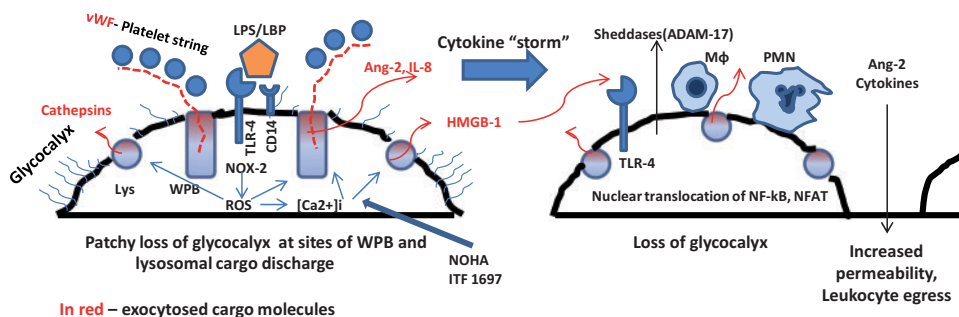 vWF- Platelet string
LPS/LBP
Cytokine “storm”
Sheddases(ADAM-17)
Mϕ
PMN
Ang-2
Cytokines
Ang-2, IL-8
Cathepsins
HMGB-1
Glycocalyx
TLR-4
CD14
TLR-4
Lys
WPB
NOX-2
ROS
[Ca2+]i
Nuclear translocation of NF-kB, NFAT
Patchy loss of glycocalyx at sites of WPB and
lysosomal cargo discharge
NOHA
ITF 1697
Loss of glycocalyx
Increased
permeability,
Leukocyte egress
In red – exocytosed cargo molecules